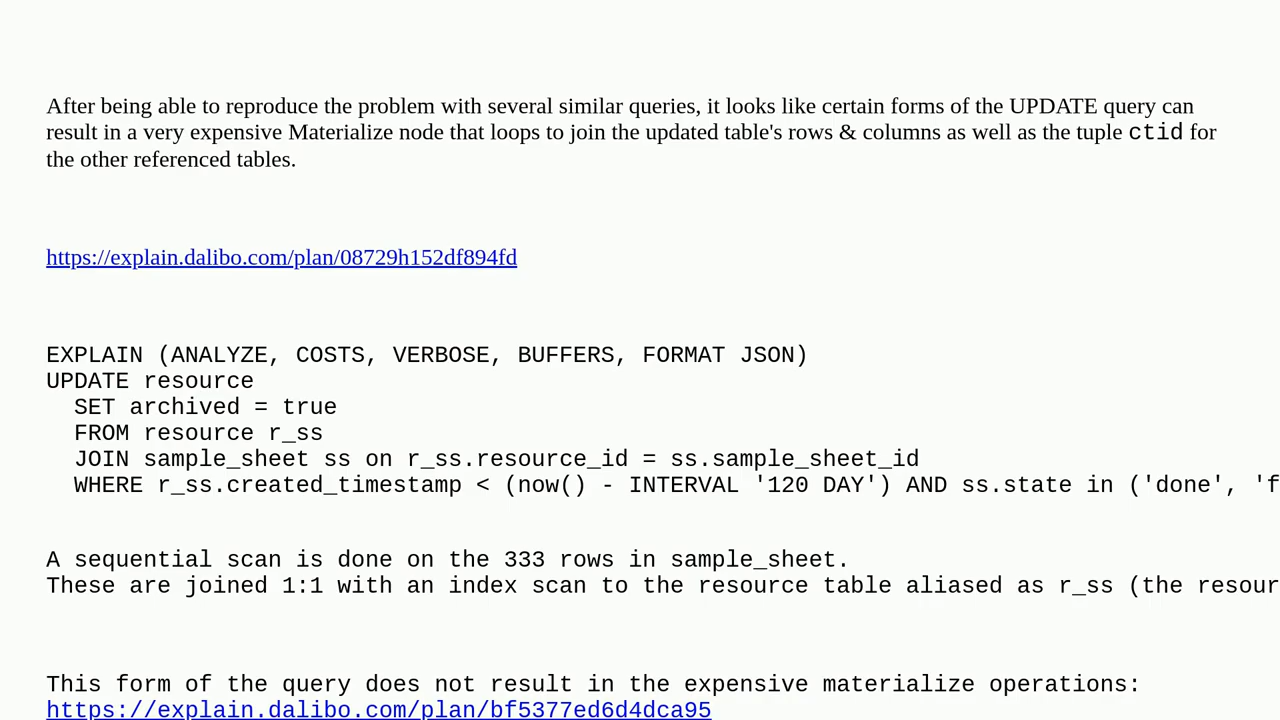 After being able to reproduce the problem with several similar queries, it looks like certain forms of the UPDATE query can
result in a very expensive Materialize node that loops to join the updated table's rows & columns as well as the tuple ctid for
the other referenced tables.
https://explain.dalibo.com/plan/08729h152df894fd
EXPLAIN (ANALYZE, COSTS, VERBOSE, BUFFERS, FORMAT JSON)
UPDATE resource
  SET archived = true
  FROM resource r_ss
  JOIN sample_sheet ss on r_ss.resource_id = ss.sample_sheet_id
  WHERE r_ss.created_timestamp < (now() - INTERVAL '120 DAY') AND ss.state in ('done', 'f
A sequential scan is done on the 333 rows in sample_sheet.
These are joined 1:1 with an index scan to the resource table aliased as r_ss (the resour
This form of the query does not result in the expensive materialize operations:
https://explain.dalibo.com/plan/bf5377ed6d4dca95